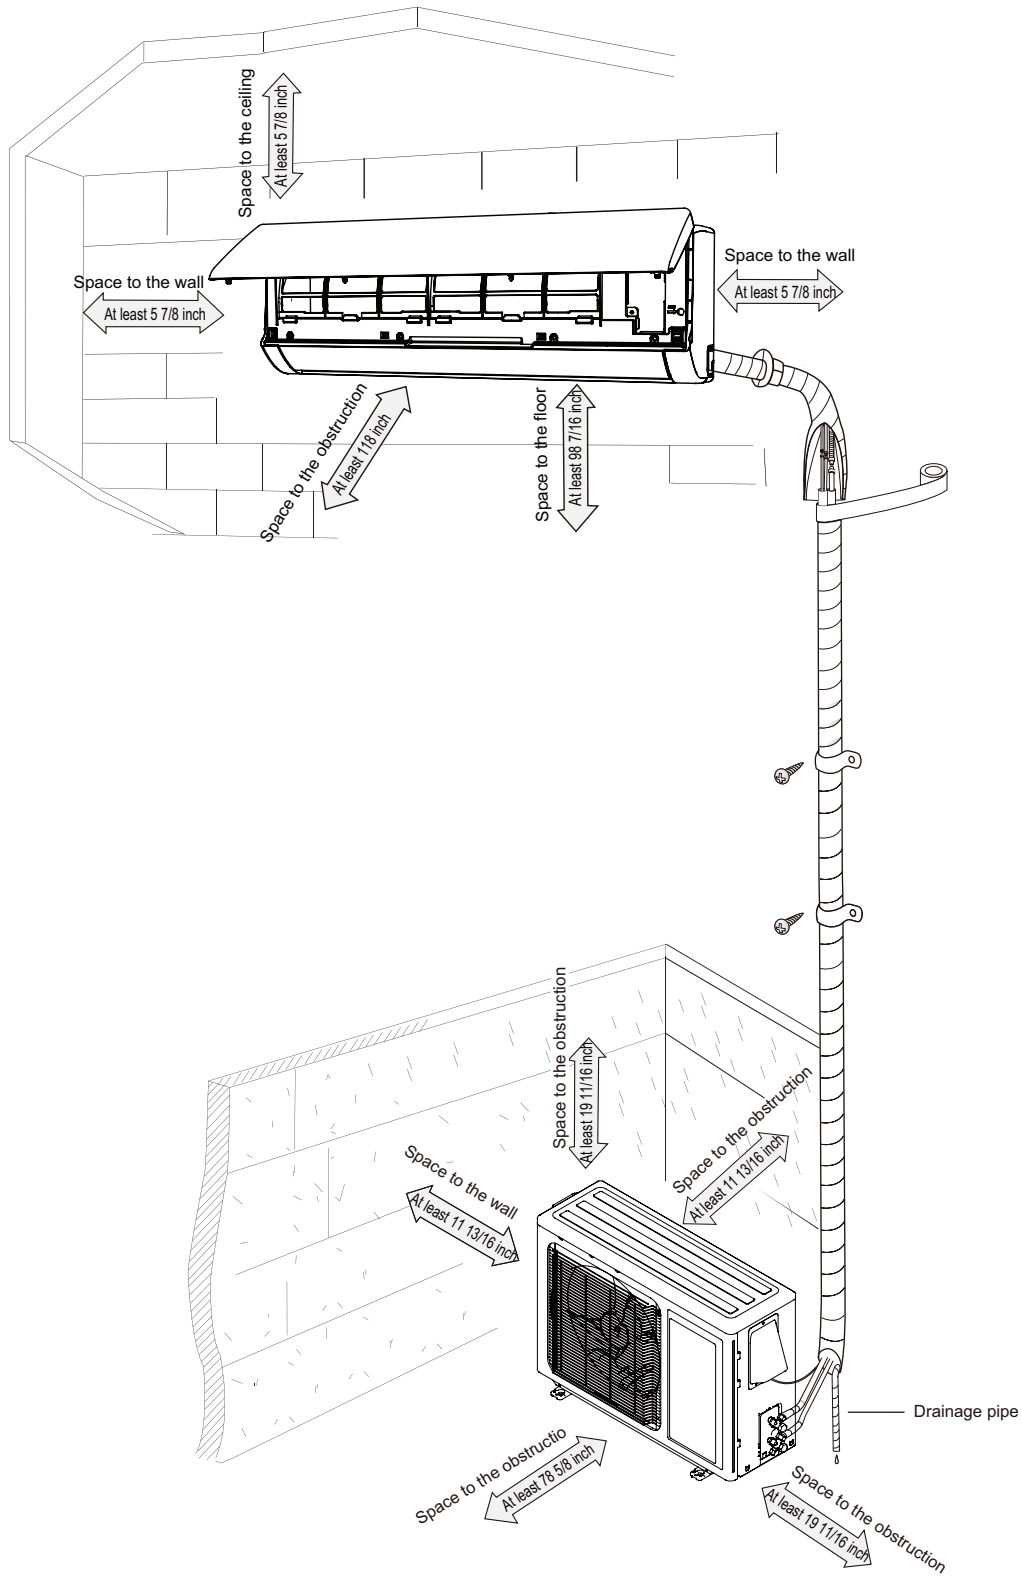 Space to the ceiling
At least 5 7/8 inch
Space to the wall
At least 5 7/8 inch
Space to the wall
At least 5 7/8 inch
Space to the obstruction
At least 118 inch
Space to the floor
At least 98 7/16 inch
Space to the obstruction
At least 19 11/16 inch
Space to the obstruction
At least 11 13/16 inch
Space to the wall
At least 11 13/16 inch
Drainage pipe
Space to the obstructio
At least 78 5/8 inch
Space to the obstruction
At least 19 11/16 inch